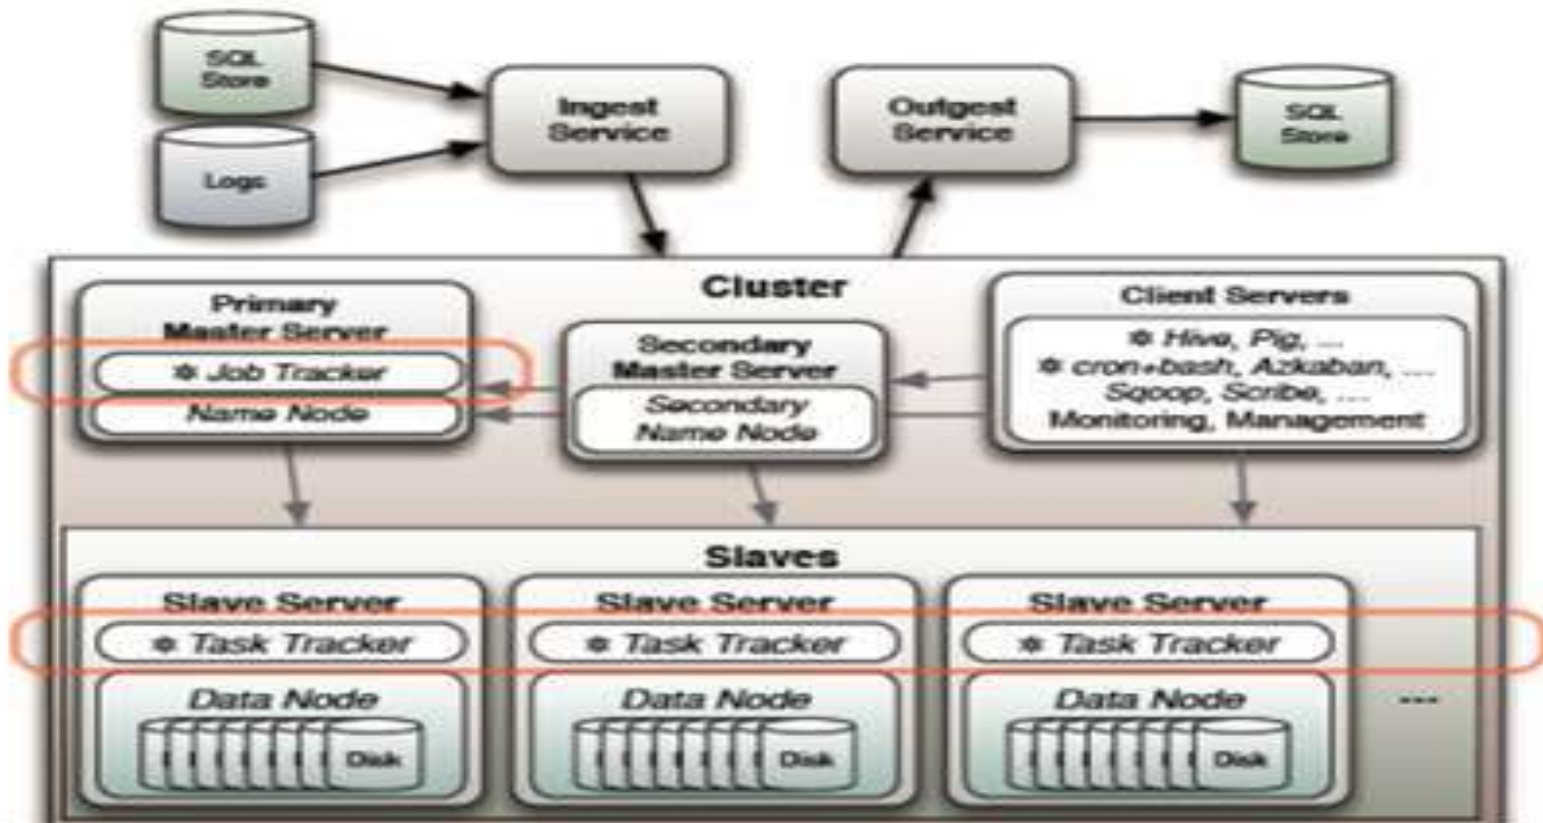 SQL
Store
Logs
Ingest
Service
Outgest
Service
SQL
Store
Cluster
Primary
Master Server
* Job Tracker
Name Node
Secondary
Master Server
Secondary
Name Node
Client Servers
* Hive, Pig, ...
* cron+bash, Azkaban, ...
Sqoop, Scribe, ...
Monitoring, Management
Slaves
Slave Server
* Task Tracker
Data Node
Disk
Slave Server
* Task Tracker
Data Node
Disk
Slave Server
* Task Tracker
Data Node
Disk
...